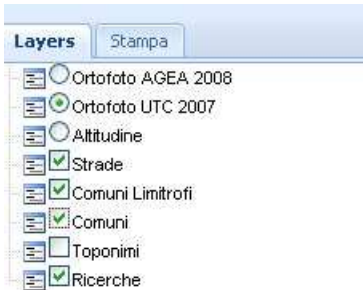 Layers Stampa
Ortofoto AGEA 2008
Ortofoto UTC 2007
Altitudine
Strade
Comuni Limitrofi
Comuni
Toponimi
Ricerche